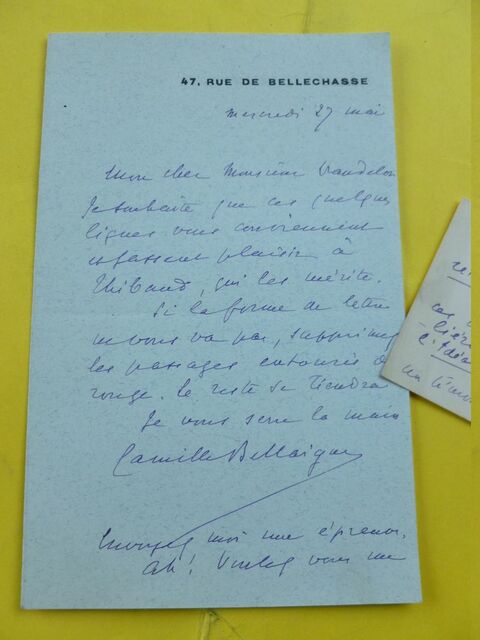 47, RUE DE BELLECHASSE
mercredi 27 mai
Mon cher Monsieur
Je souhaite que ces quelques
lignes vous conviennent
et fassent plaisir à
Thibaud, qui les mérite.
Si la forme de lettre
ne vous va pas, supprimez
les passages entourés de
rouge. Le reste se tiendra
Je vous serre la main
Camille Bellaigue
Envoyez moi une épreuve.
Ah! Voulez vous me